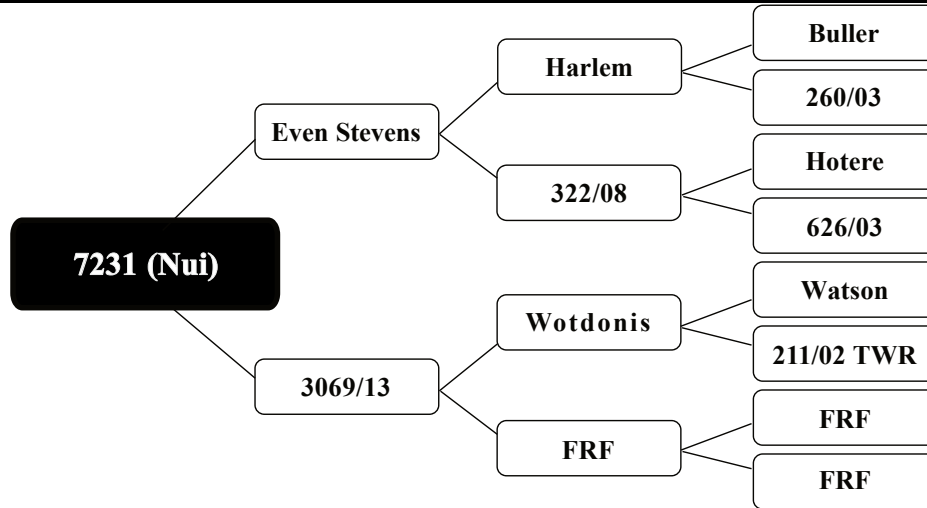 Buller
Harlem
260/03
Even Stevens
Hotere
322/08
626/03
7231 (Nui)
Watson
Wotdonis
211/02 TWR
3069/13
FRF
FRF
FRF